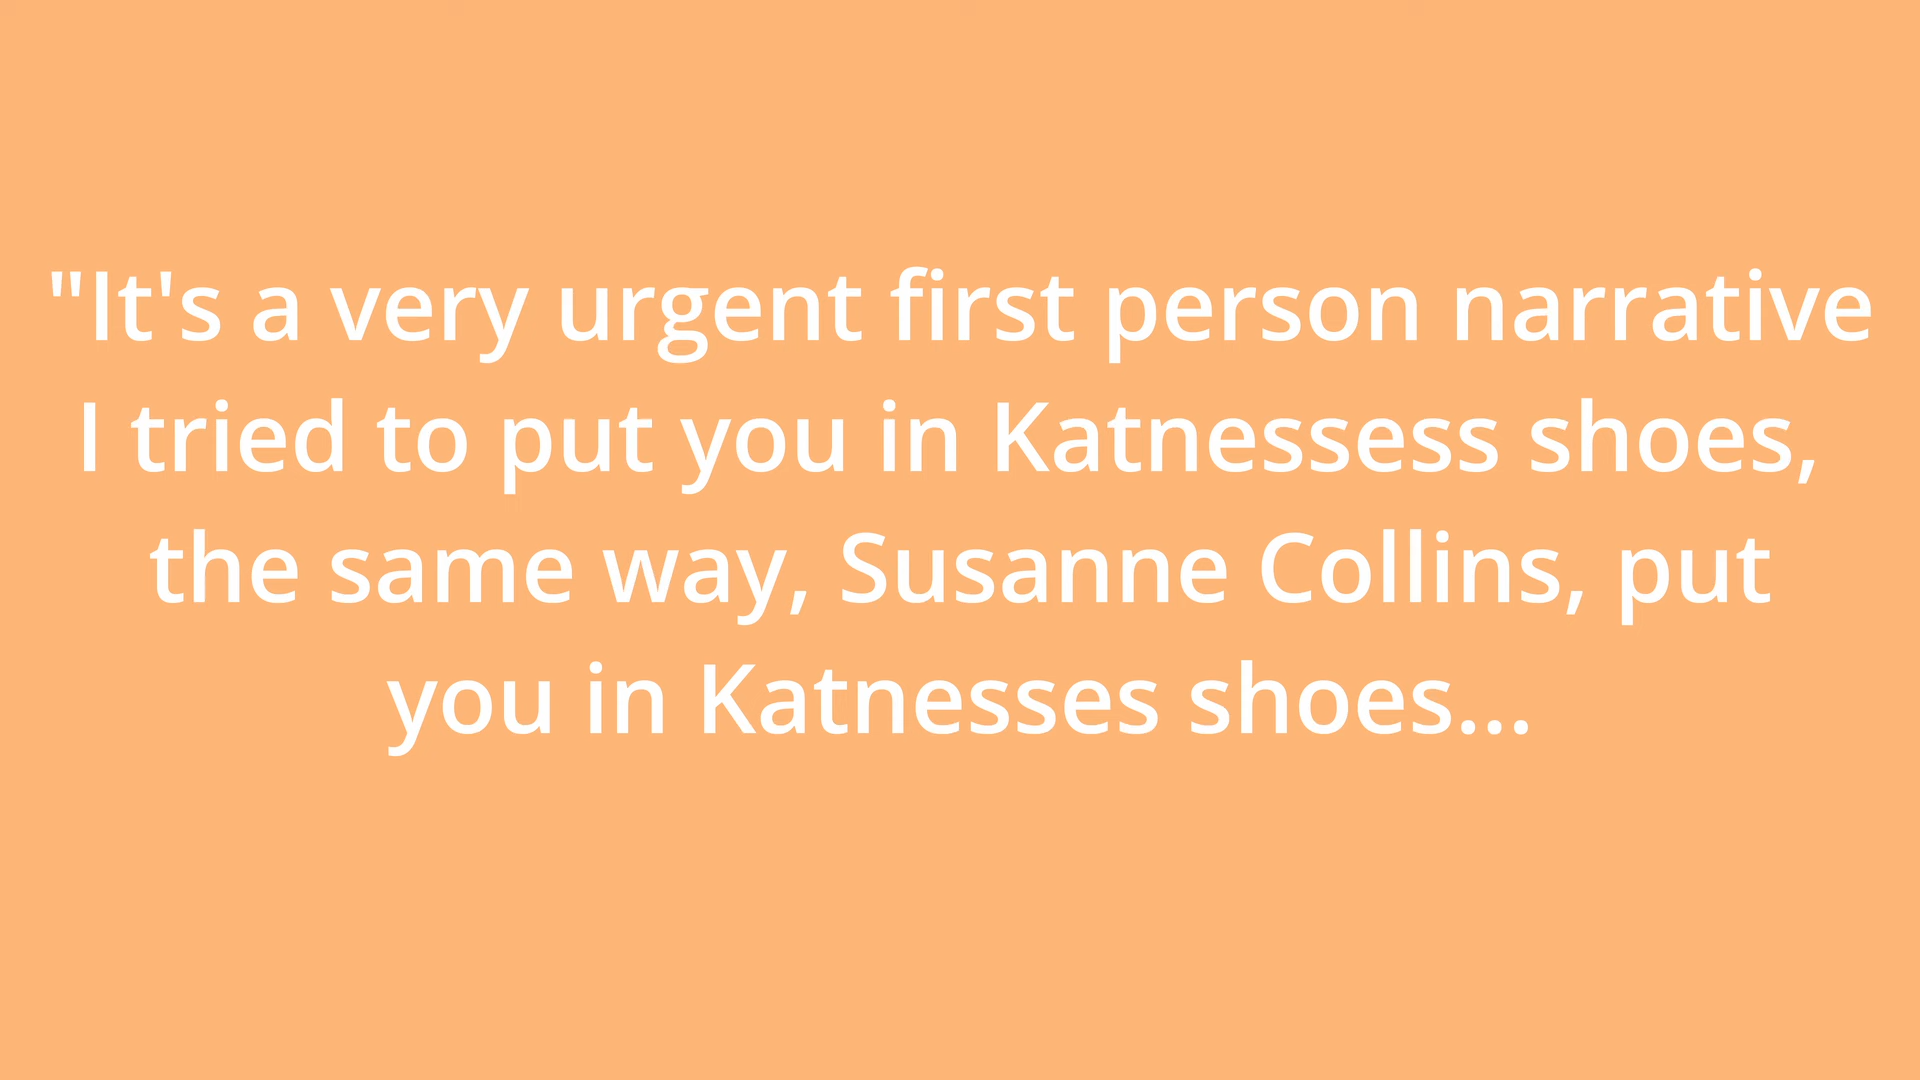 "It's a very urgent first person narrative
I tried to put you in Katnessess shoes,
the same way, Susanne Collins, put
you in Katnesses shoes...